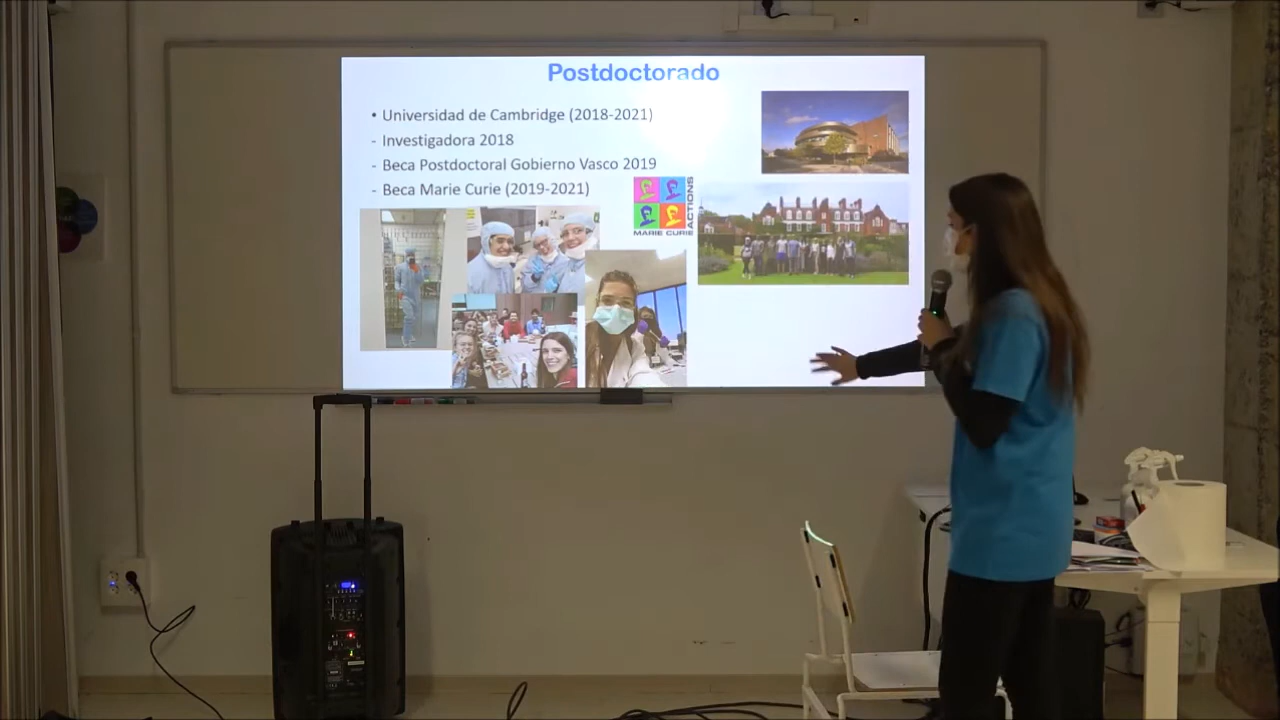 Postdoctorado
• Universidad de Cambridge (2018-2021)
- Investigadora 2018
- Beca Postdoctoral Gobierno Vasco 2019
- Beca Marie Curie (2019-2021)
MARIE CURIE
ACTIONS